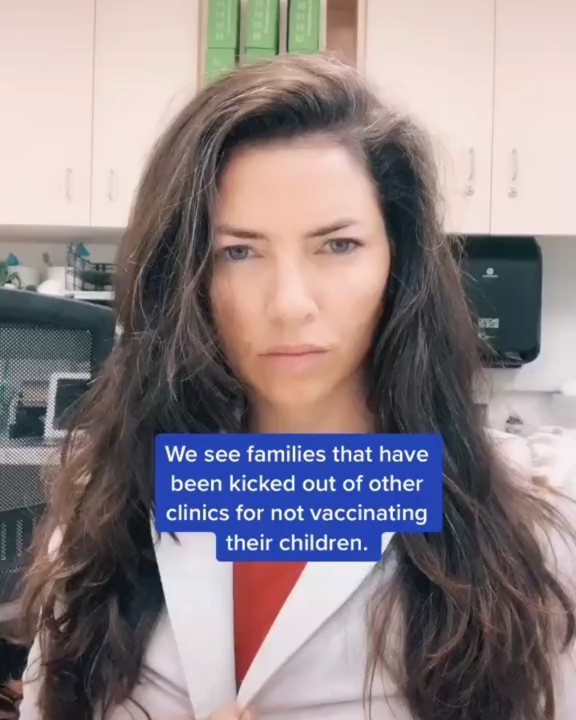 We see families that have
been kicked out of other
clinics for not vaccinating
their children.